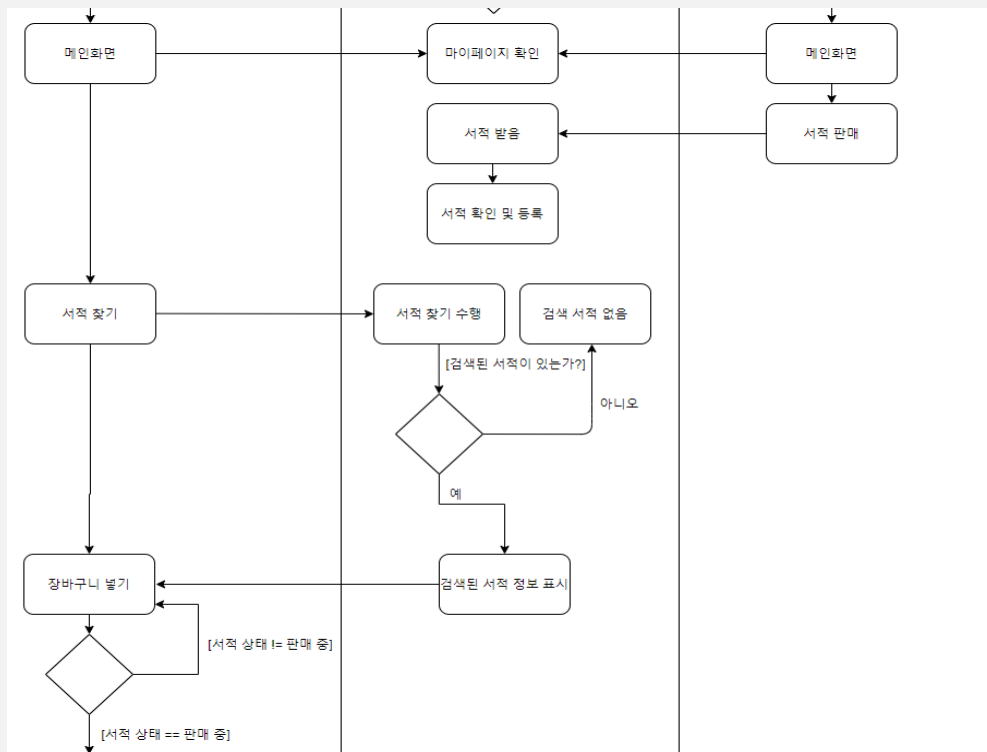 메인화면
마이페이지 확인
메인화면
서적 받음
서적 판매
서적 확인 및 등록
서적 찾기
서적 찾기 수행
검색 서적 없음
[검색된 서적이 있는가?]
아니오
예
장바구니 넣기
검색된 서적 정보 표시
[서적 상태 != 판매 중]
[서적 상태 == 판매 중]